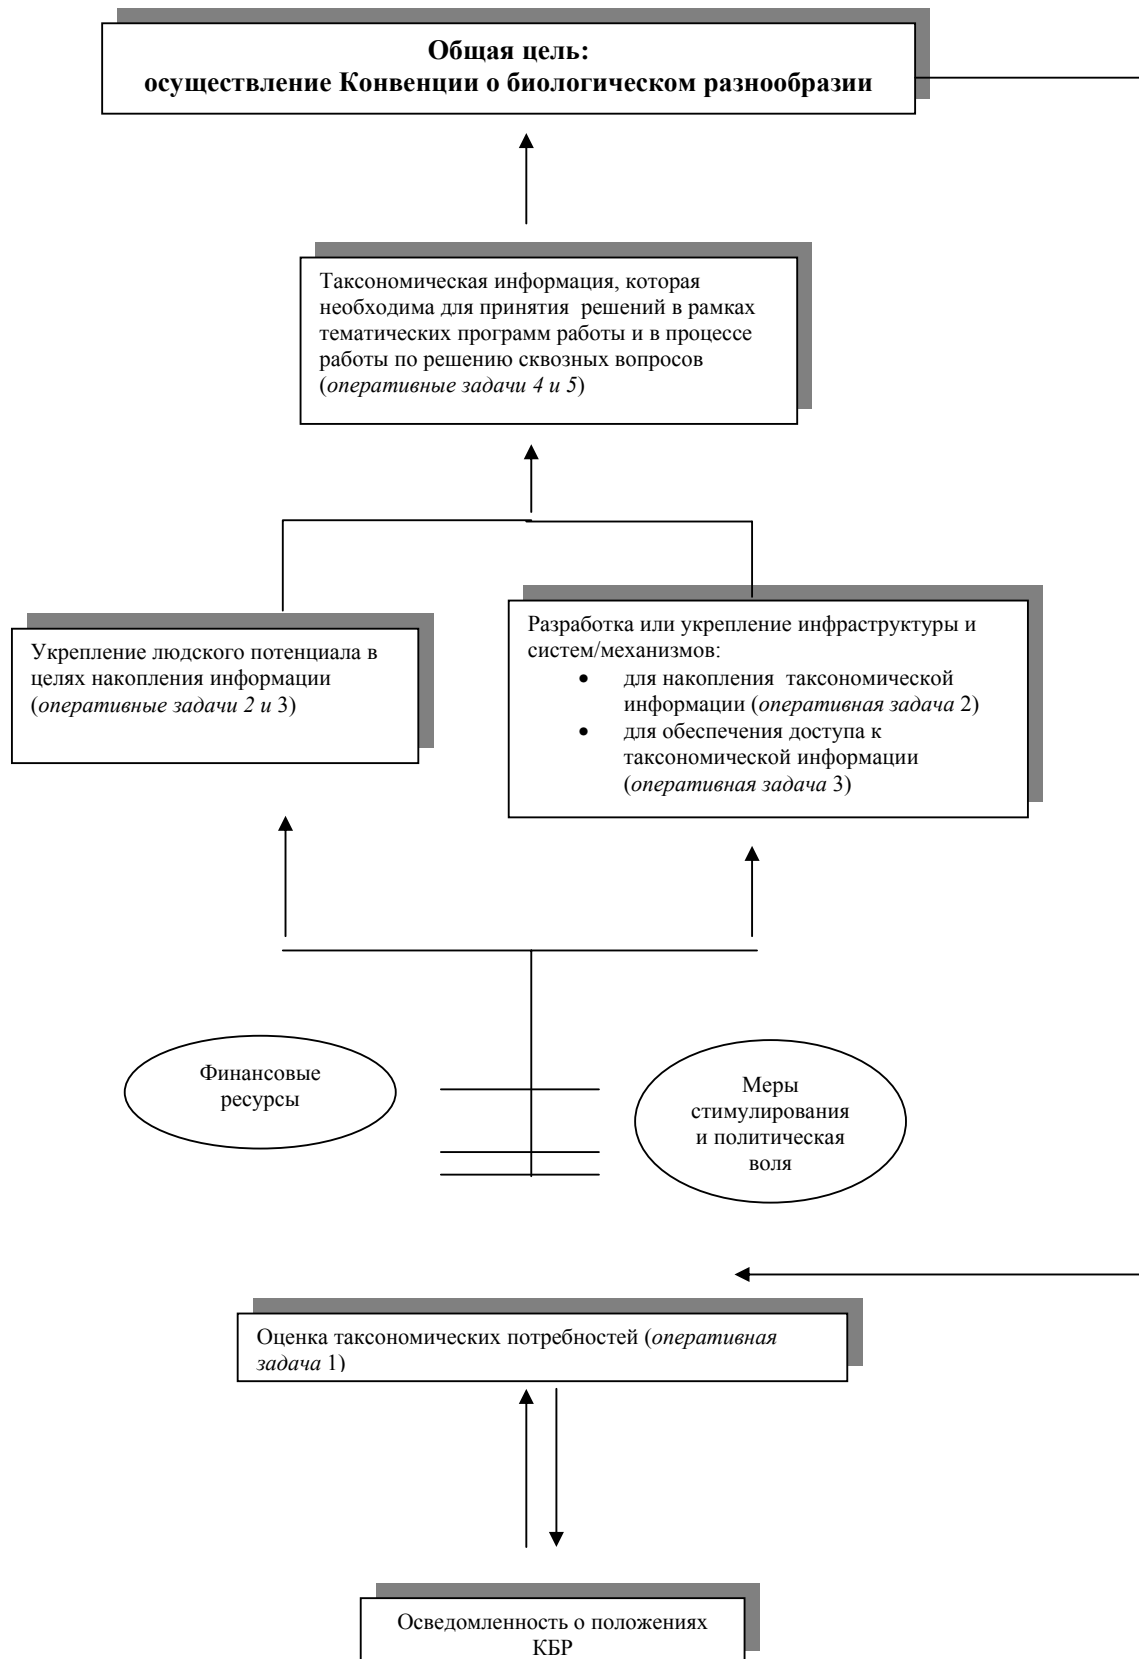 Общая цель:
осуществление Конвенции о биологическом разнообразии
Таксономическая информация, которая
необходима для принятия решений в рамках
тематических программ работы и в процессе
работы по решению сквозных вопросов
(оперативные задачи 4 и 5)
Укрепление людского потенциала в
целях накопления информации
(оперативные задачи 2 и 3)
Разработка или укрепление инфраструктуры и
систем/механизмов:
• для накопления таксономической
информации (оперативная задача 2)
• для обеспечения доступа к
таксономической информации
(оперативная задача 3)
Финансовые
ресурсы
Меры
стимулирования
и политическая
воля
Оценка таксономических потребностей (оперативная
задача 1)
Осведомленность о положениях
КБР